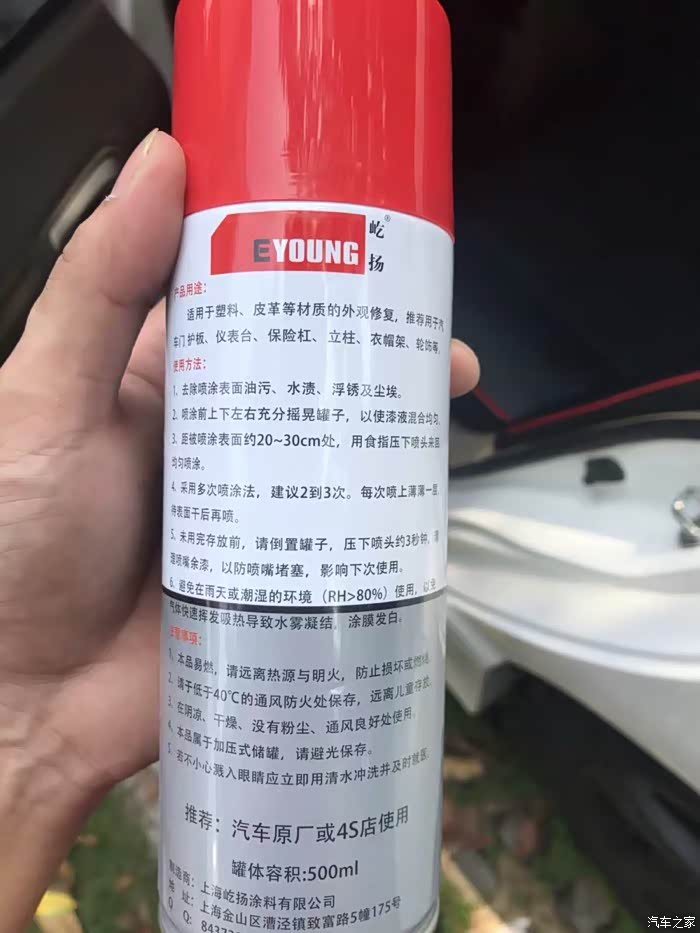 EYOUNG 屹®
扬
产品用途：
适用于塑料、皮革等材质的外观修复，推荐用于汽
车门护板、仪表台、保险杠、立柱、衣帽架、轮饰等。
使用方法：
1、去除喷涂表面油污、水渍、浮锈及尘埃。
2、喷涂前上下左右充分摇晃罐子，以使漆液混合均匀。
3、距被喷涂表面约20~30cm处，用食指压下喷头来回
均匀喷涂。
4、采用多次喷涂法，建议2到3次。每次喷上薄薄一层，
待表面干后再喷。
5、未用完存放前，请倒置罐子，压下喷头约3秒钟，清
理喷嘴余漆，以防喷嘴堵塞，影响下次使用。
6、避免在雨天或潮湿的环境（RH>80%）使用，以免
气体快速挥发吸热导致水雾凝结，涂膜发白。
注意事项：
1、本品易燃，请远离热源与明火，防止损坏或燃烧。
2、请于低于40℃的通风防火处保存，远离儿童存放。
3、在阴凉、干燥、没有粉尘、通风良好处使用。
4、本品属于加压式储罐，请避光保存。
5、若不小心溅入眼睛应立即用清水冲洗并及时就医。
推荐：汽车原厂或4S店使用
罐体容积:500ml
制造商：上海屹扬涂料有限公司
地 址：上海金山区漕泾镇致富路5幢175号
Q Q:
汽车之家